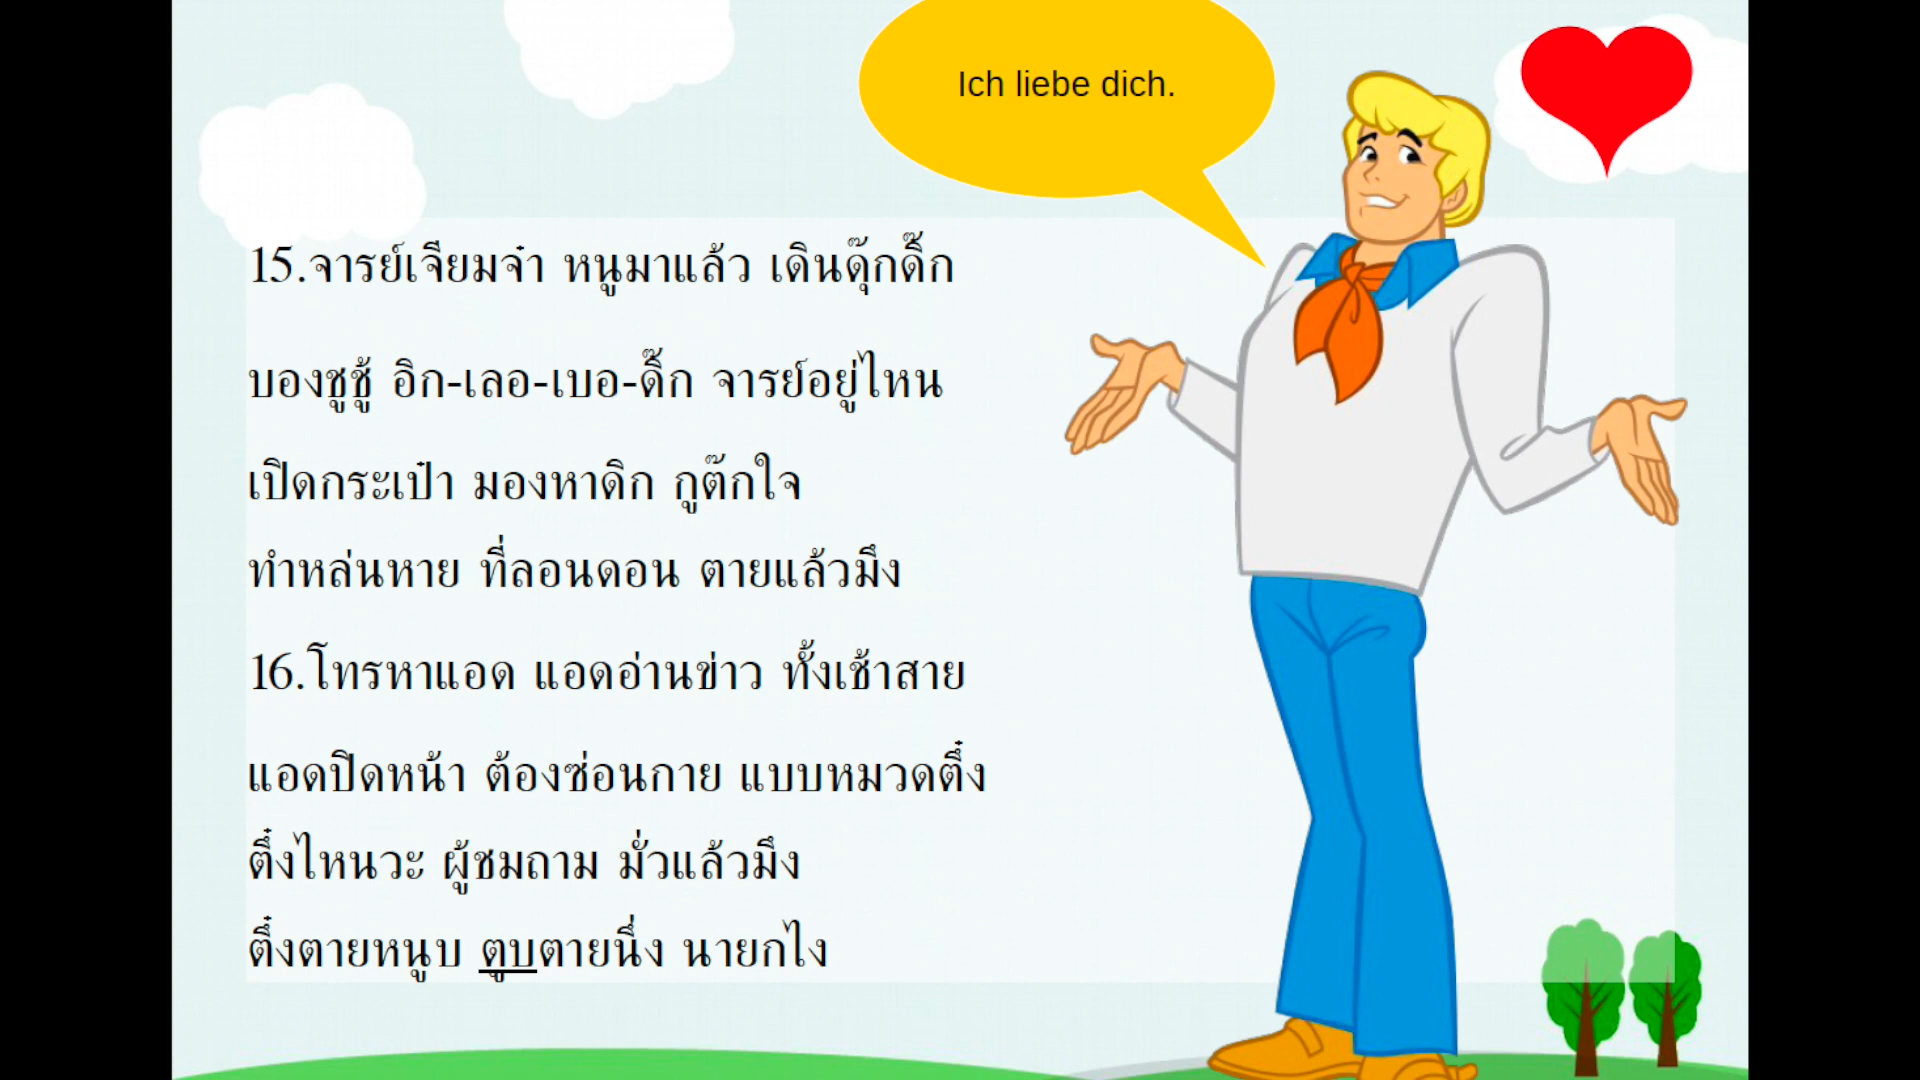 Ich liebe dich.
15.จารย์เจียมจ๋า หนูมาแล้ว เดินดุ๊กดิ๊ก
บองชูชู้ อิก-เลอ-เบอ-ดิ๊ก จารย์อยู่ไหน
เปิดกระเป๋า มองหาดิก กูต๊กใจ
ทำหล่นหาย ที่ลอนดอน ตายแล้วมึง
16.โทรหาแอด แอดอ่านข่าว ทั้งเช้าสาย
แอดปิดหน้า ต้องซ่อนกาย แบบหมวดตึ๋ง
ตึ๋งไหนวะ ผู้ชมถาม มั่วแล้วมึง
ตึ๋งตายหนูบ ตูบตายนึ่ง นายกไง